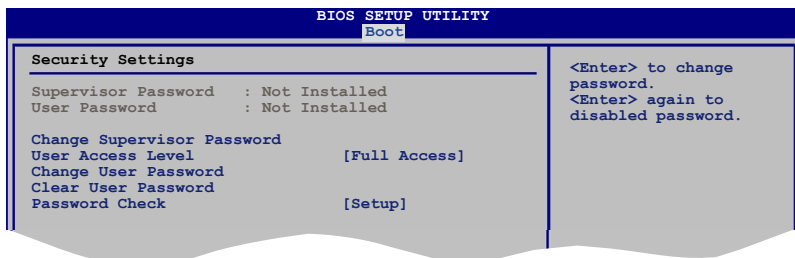 BIOS SETUP UTILITY
Boot
Security Settings
Supervisor Password : Not Installed
User Password : Not Installed
Change Supervisor Password
User Access Level [Full Access]
Change User Password
Clear User Password
Password Check [Setup]
<Enter> to change
password.
<Enter> again to
disabled password.